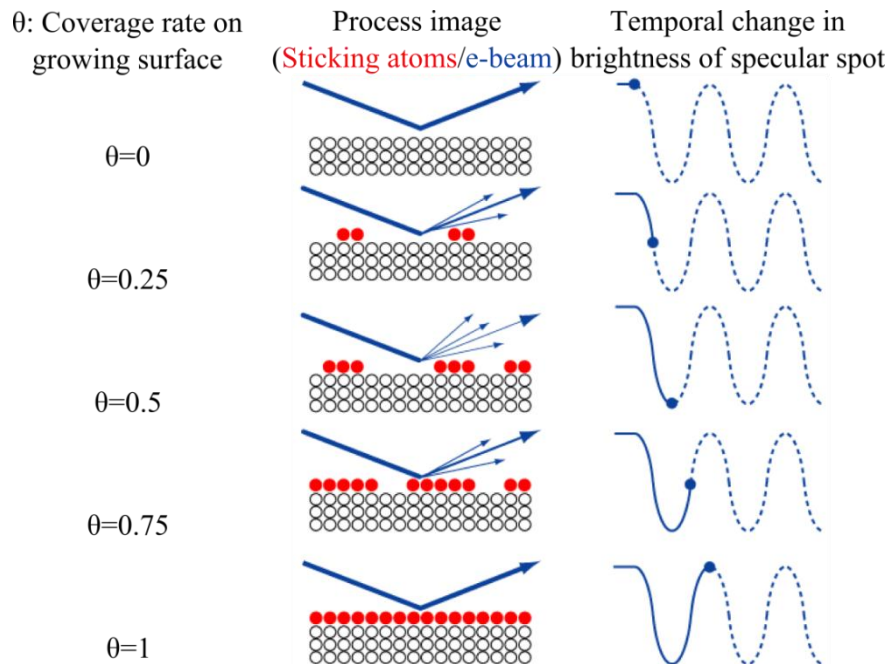 θ: Coverage rate on
growing surface
Process image
(Sticking atoms/e-beam)
Temporal change in
brightness of specular spot
θ=0
θ=0.25
θ=0.5
θ=0.75
θ=1